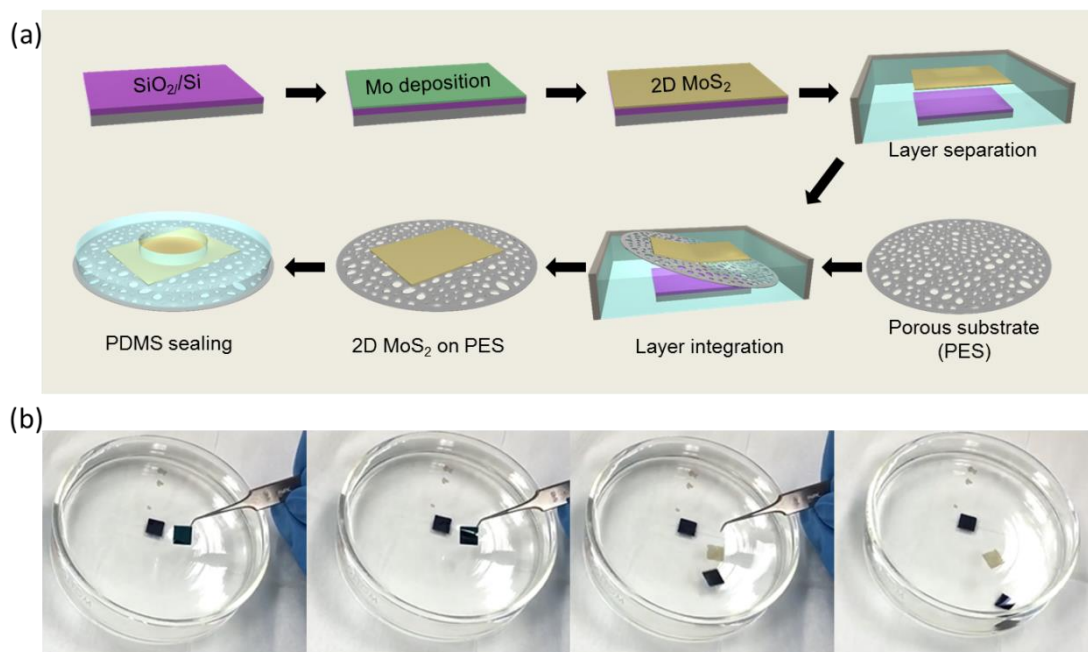 (a)
SiO₂/Si
Mo deposition
2D MoS₂
Layer separation
PDMS sealing
2D MoS₂ on PES
Layer integration
Porous substrate
(PES)
(b)